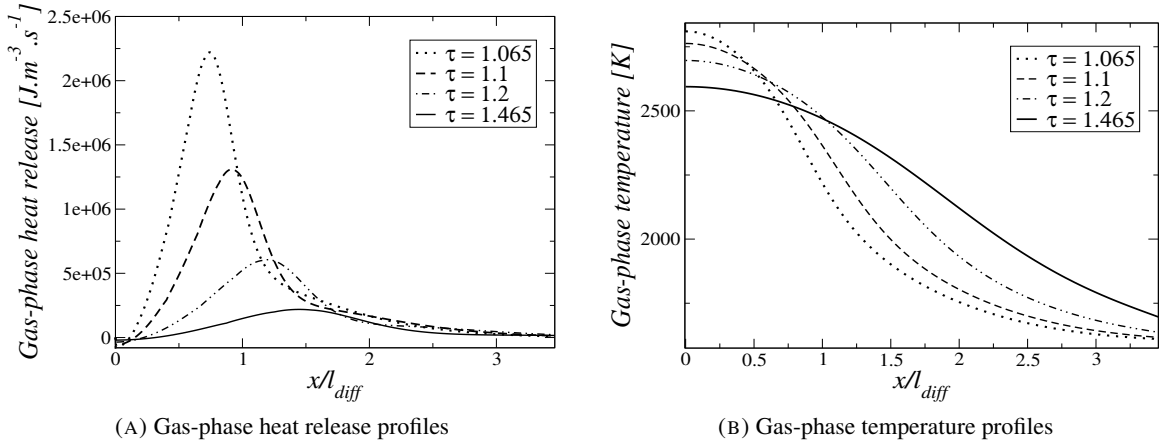 Gas-phase heat release [J.m⁻³.s⁻¹]
2.5e+06
2e+06
1.5e+06
1e+06
5e+05
0
τ = 1.065
τ = 1.1
τ = 1.2
τ = 1.465
0 1 2 3
x/l_diff
(A) Gas-phase heat release profiles
Gas-phase temperature [K]
2500
2000
τ = 1.065
τ = 1.1
τ = 1.2
τ = 1.465
0 0.5 1 1.5 2 2.5 3
x/l_diff
(B) Gas-phase temperature profiles